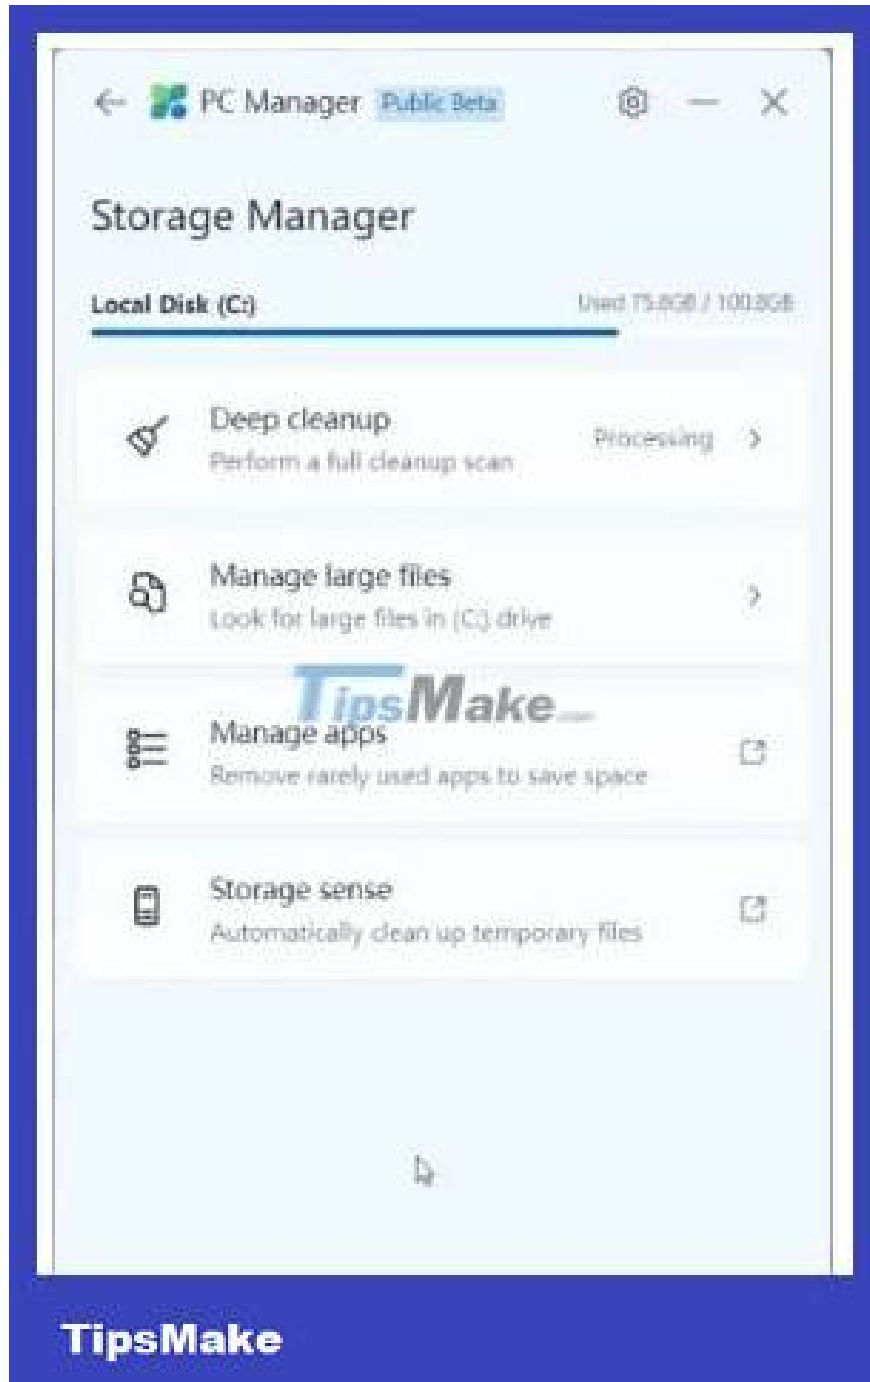 PC Manager Public Beta
Storage Manager
Local Disk (C:)
Used 75.8GB / 100.8GB
Deep cleanup
Perform a full cleanup scan
Processing
Manage large files
Look for large files in (C:) drive
TipsMake
Manage apps
Remove rarely used apps to save space
Storage sense
Automatically clean up temporary files
TipsMake